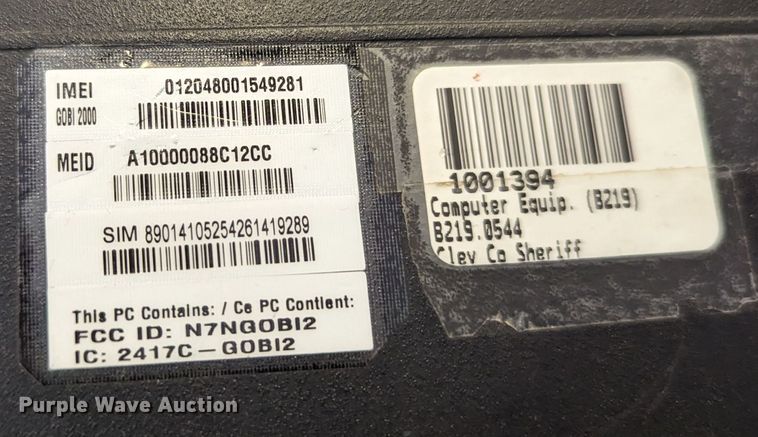 IMEI 012048001549281
GOBI 2000
MEID A10000088C12CC
SIM 89014105254261419289
This PC Contains: / Ce PC Contient:
FCC ID: N7NGOBI2
IC: 2417C-GOBI2
1001394
Computer Equip. (B219)
B219.0544
Clev Co Sheriff
Purple Wave Auction